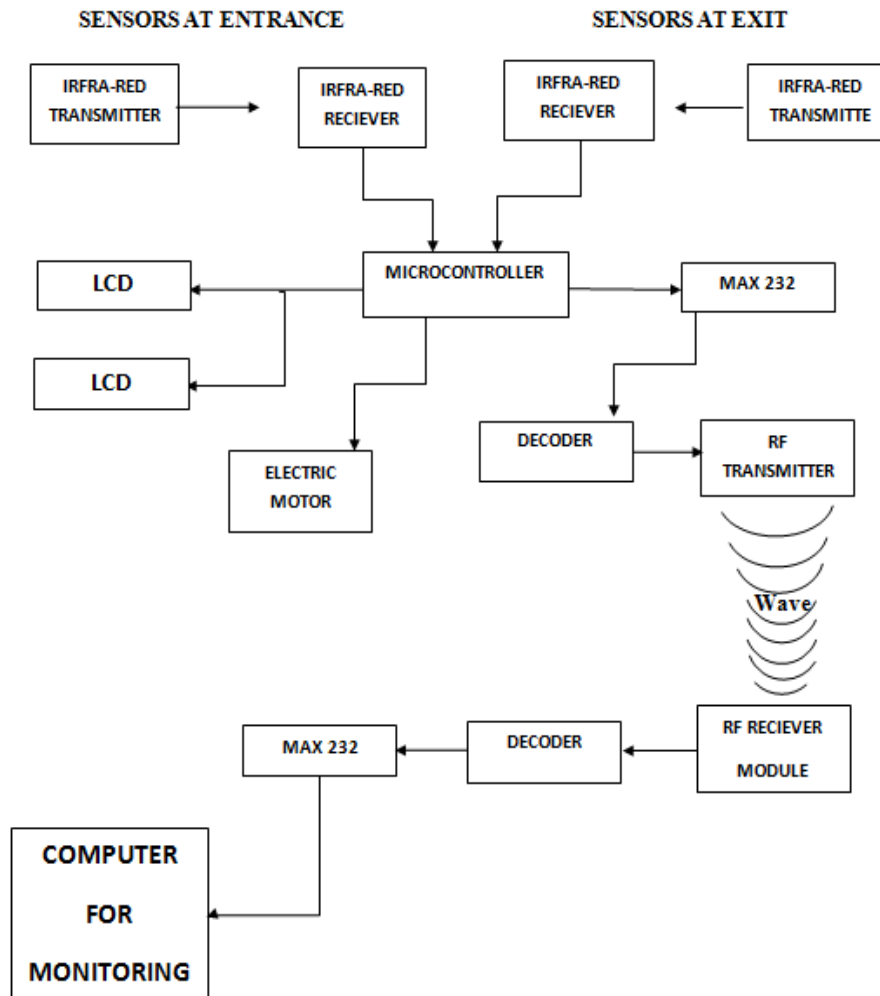 SENSORS AT ENTRANCE
SENSORS AT EXIT
IRFRA-RED
TRANSMITTER
IRFRA-RED
RECIEVER
IRFRA-RED
RECIEVER
IRFRA-RED
TRANSMITTE
MICROCONTROLLER
LCD
MAX 232
LCD
DECODER
RF
TRANSMITTER
ELECTRIC
MOTOR
Wave
RF RECIEVER
MODULE
DECODER
MAX 232
COMPUTER
FOR
MONITORING